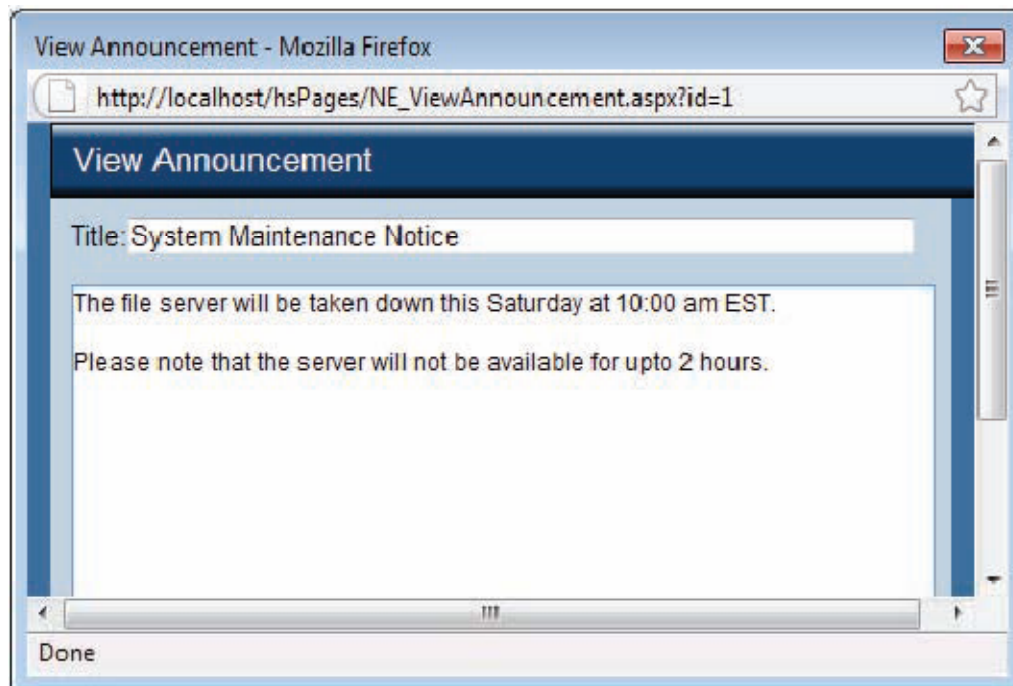 View Announcement - Mozilla Firefox
http://localhost/hsPages/NE_ViewAnnouncement.aspx?id=1
View Announcement
Title: System Maintenance Notice
The file server will be taken down this Saturday at 10:00 am EST.
Please note that the server will not be available for upto 2 hours.
Done